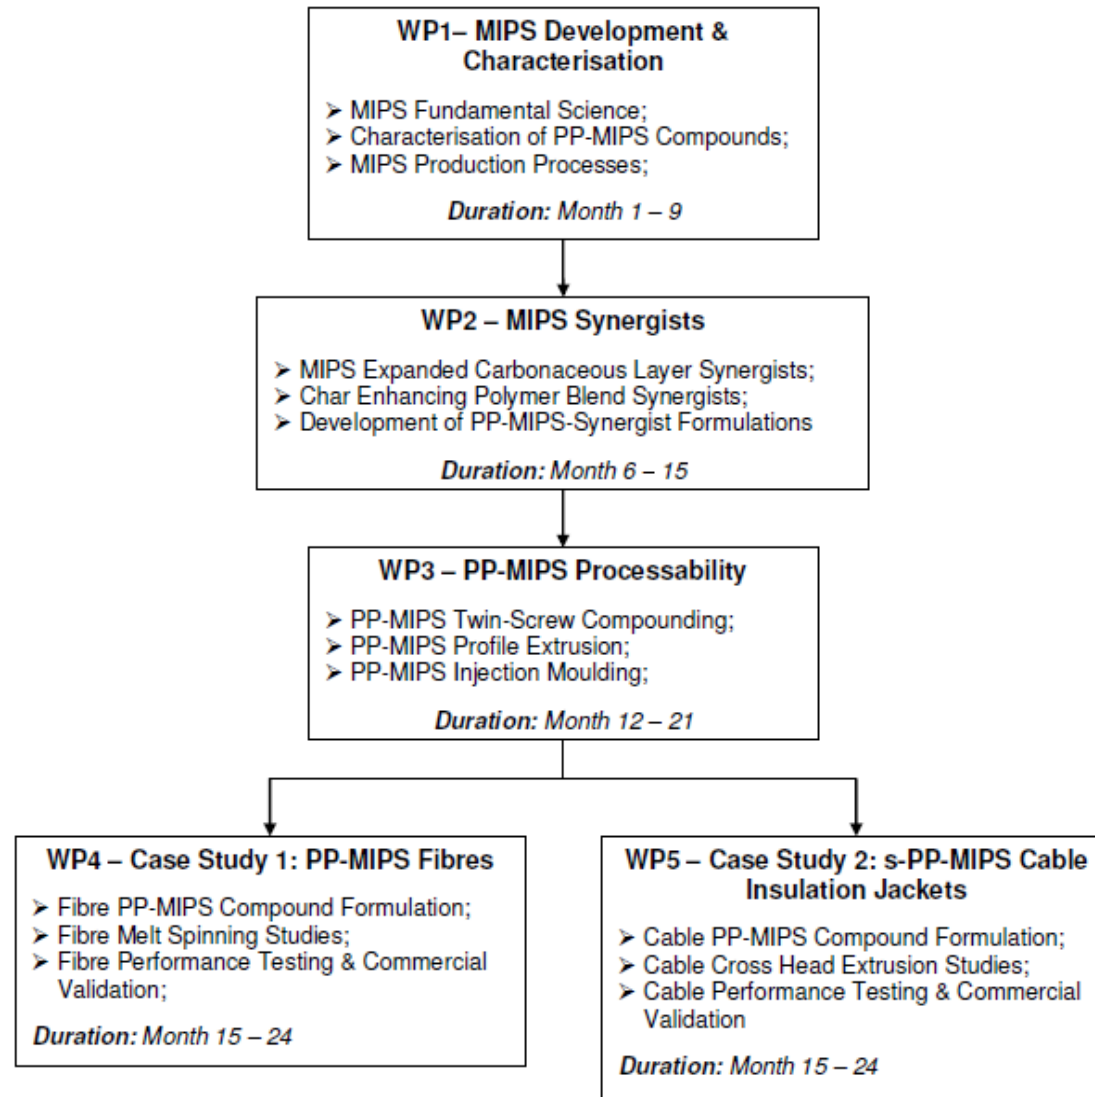 WP1– MIPS Development &
Characterisation
➢ MIPS Fundamental Science;
➢ Characterisation of PP-MIPS Compounds;
➢ MIPS Production Processes;
Duration: Month 1 – 9
WP2 – MIPS Synergists
➢ MIPS Expanded Carbonaceous Layer Synergists;
➢ Char Enhancing Polymer Blend Synergists;
➢ Development of PP-MIPS-Synergist Formulations
Duration: Month 6 – 15
WP3 – PP-MIPS Processability
➢ PP-MIPS Twin-Screw Compounding;
➢ PP-MIPS Profile Extrusion;
➢ PP-MIPS Injection Moulding;
Duration: Month 12 – 21
WP4 – Case Study 1: PP-MIPS Fibres
➢ Fibre PP-MIPS Compound Formulation;
➢ Fibre Melt Spinning Studies;
➢ Fibre Performance Testing & Commercial
Validation;
Duration: Month 15 – 24
WP5 – Case Study 2: s-PP-MIPS Cable
Insulation Jackets
➢ Cable PP-MIPS Compound Formulation;
➢ Cable Cross Head Extrusion Studies;
➢ Cable Performance Testing & Commercial
Validation
Duration: Month 15 – 24